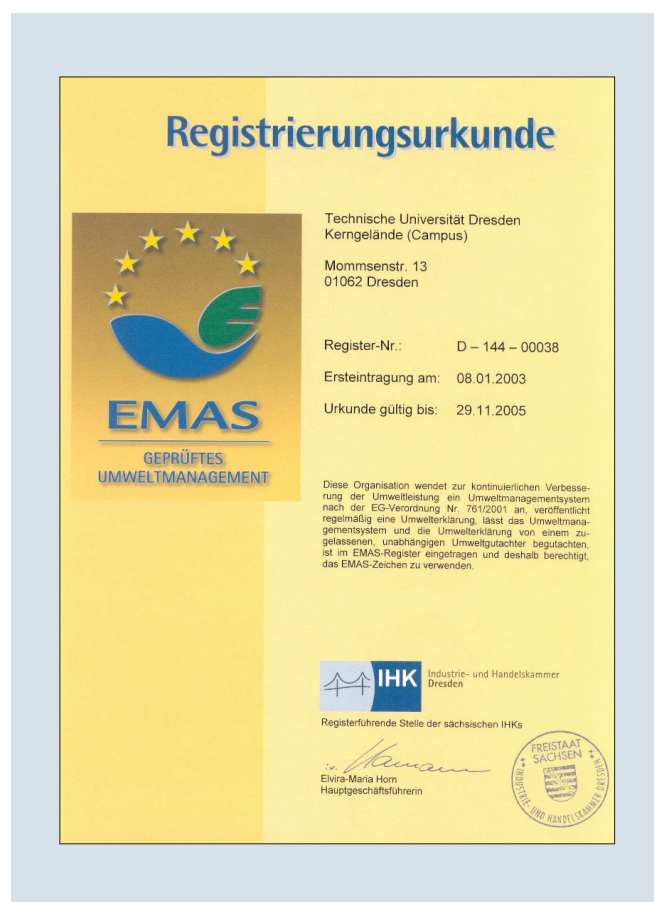 Registrierungsurkunde
Technische Universität Dresden
Kerngelände (Campus)
Mommsenstr. 13
01062 Dresden
Register-Nr.: D – 144 – 00038
Ersteintragung am: 08.01.2003
Urkunde gültig bis: 29.11.2005
EMAS
GEPRÜFTES
UMWELTMANAGEMENT
Diese Organisation wendet zur kontinuierlichen Verbesse-
rung der Umweltleistung ein Umweltmanagementsystem
nach der EG-Verordnung Nr. 761/2001 an, veröffentlicht
regelmäßig eine Umwelterklärung, lässt das Umweltmana-
gementsystem und die Umwelterklärung von einem zu-
gelassenen, unabhängigen Umweltgutachter begutachten,
ist im EMAS-Register eingetragen und deshalb berechtigt,
das EMAS-Zeichen zu verwenden.
IHK
Industrie- und Handelskammer
Dresden
Registerführende Stelle der sächsischen IHKs
Elvira-Maria Horn
Hauptgeschäftsführerin
FREISTAAT
SACHSEN
INDUSTRIE- UND HANDELSKAMMER DRESDEN